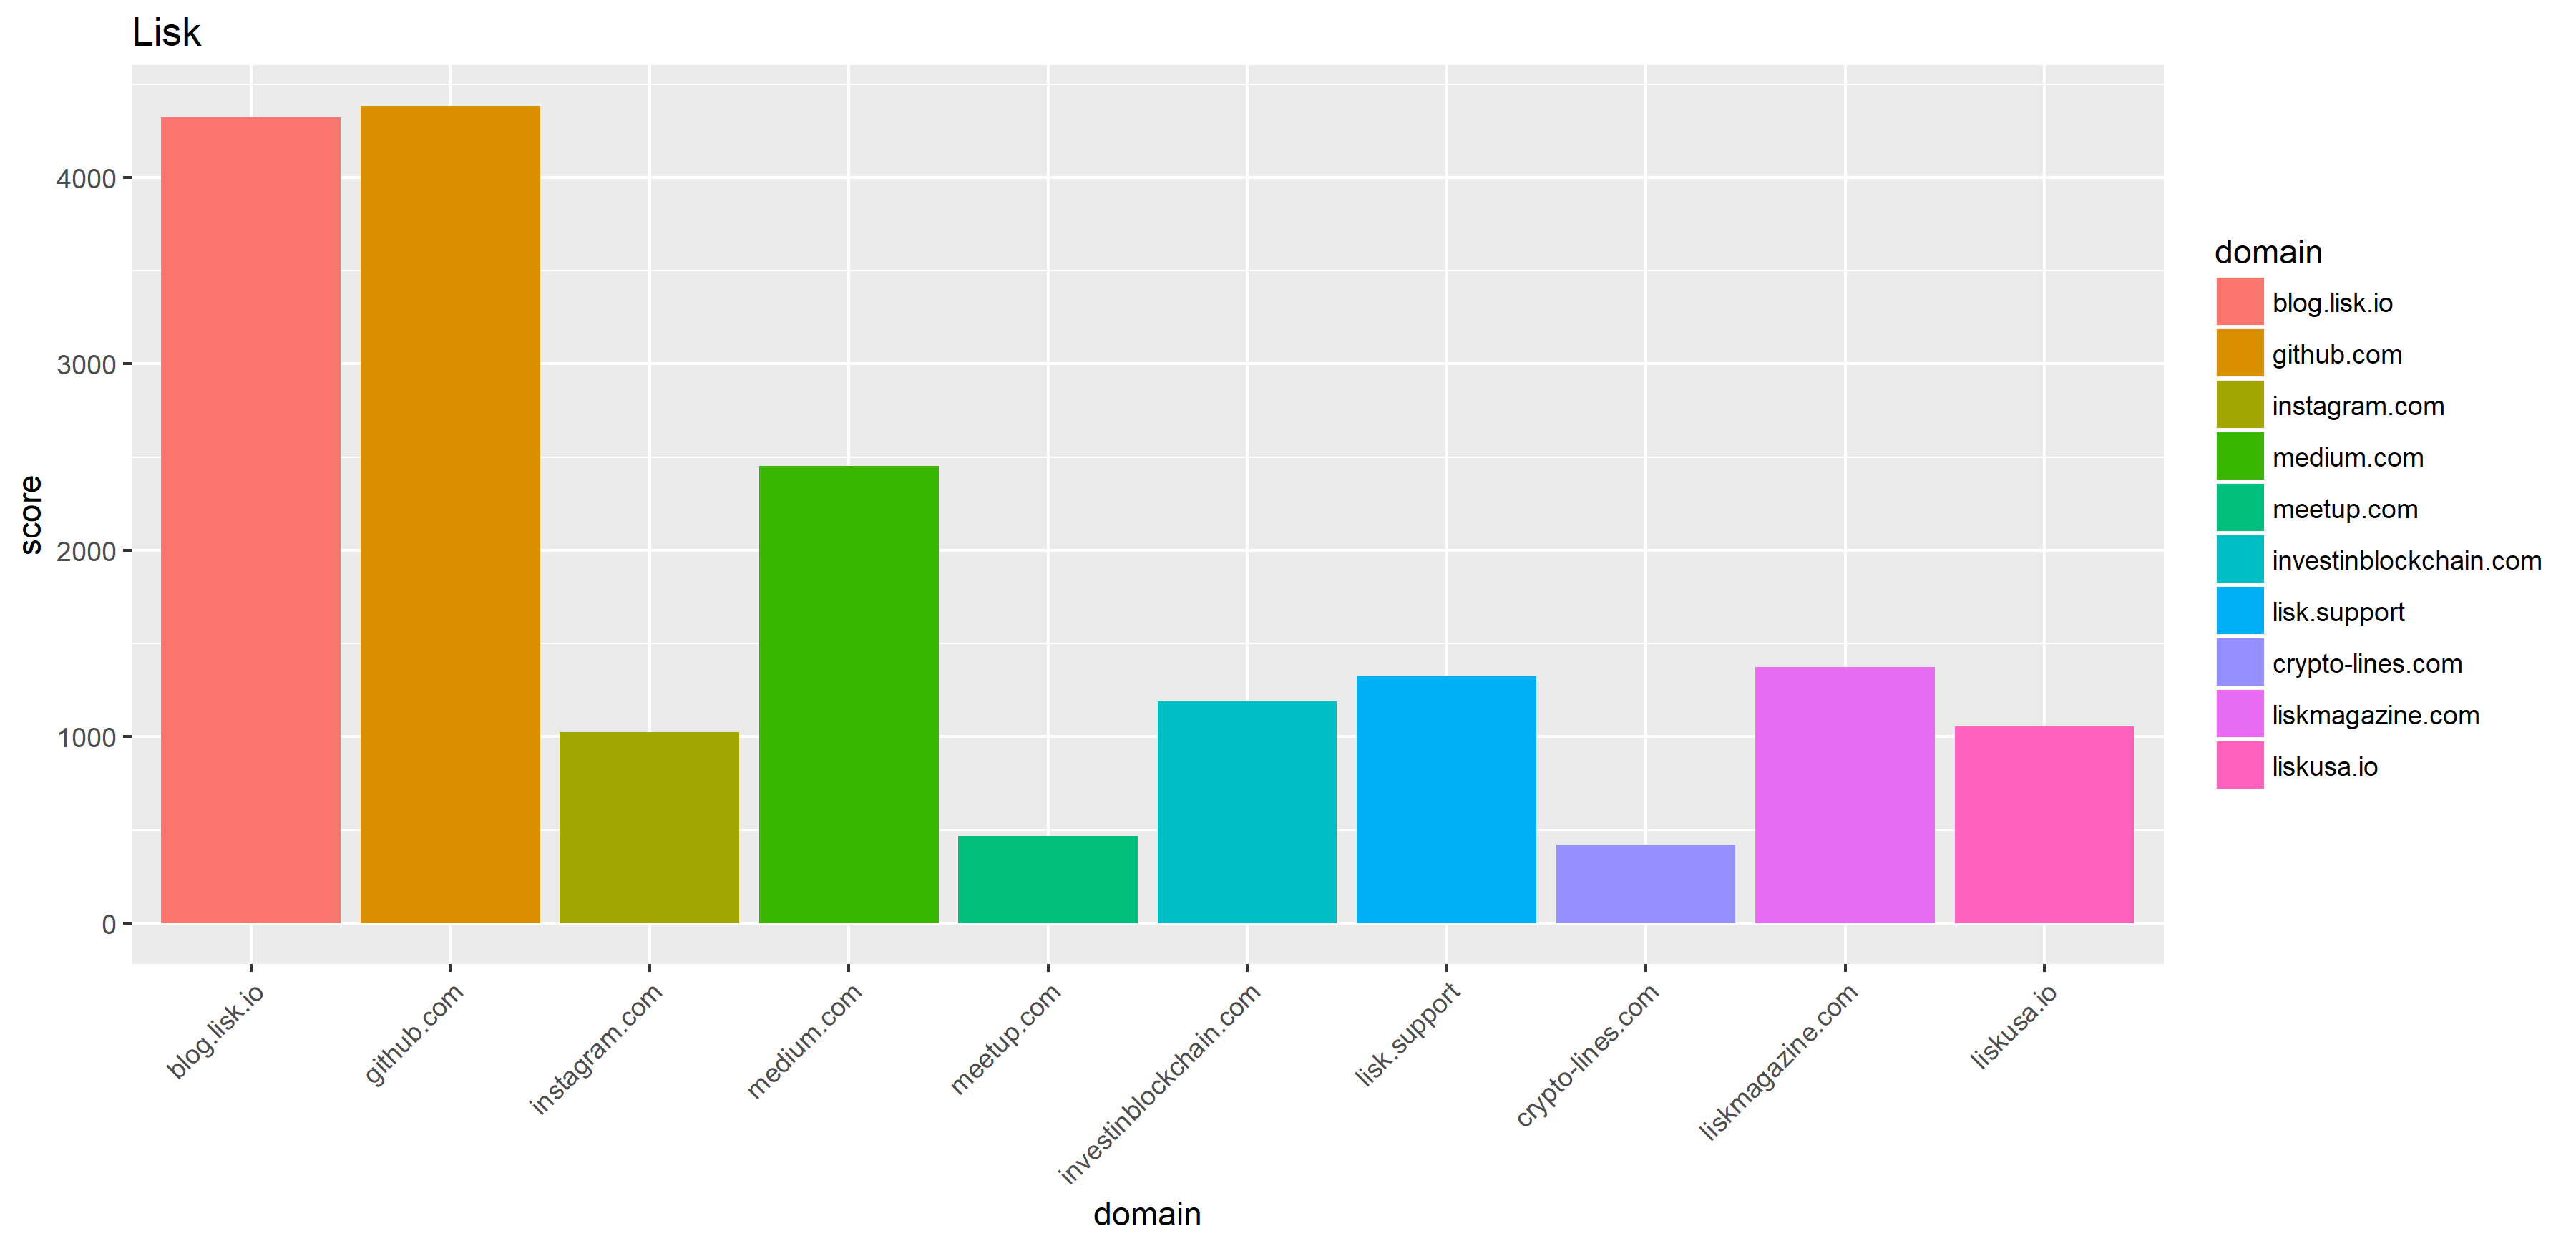 Lisk
score
4000
3000
2000
1000
0
blog.lisk.io
github.com
instagram.com
medium.com
meetup.com
investinblockchain.com
lisk.support
crypto-lines.com
liskmagazine.com
liskusa.io
domain
domain
blog.lisk.io
github.com
instagram.com
medium.com
meetup.com
investinblockchain.com
lisk.support
crypto-lines.com
liskmagazine.com
liskusa.io